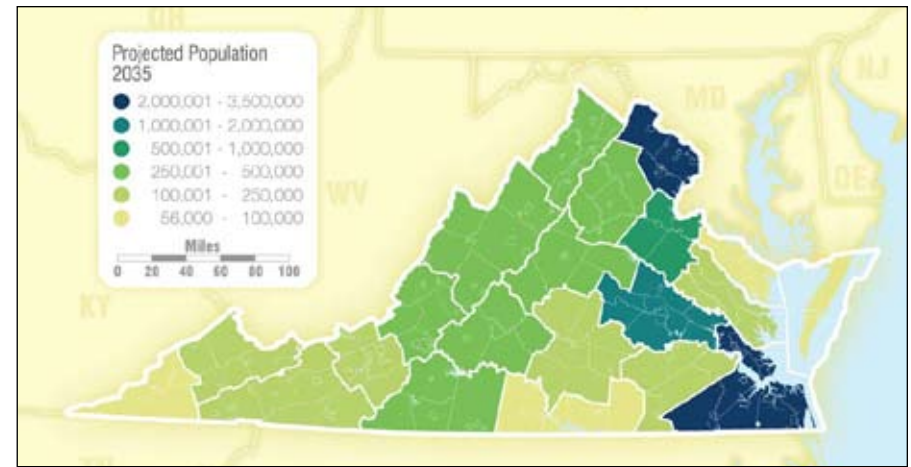 OH
Projected Population
2035
2,000,001 - 3,500,000
1,000,001 - 2,000,000
500,001 - 1,000,000
250,001 - 500,000
100,001 - 250,000
56,000 - 100,000
Miles
0 20 40 60 80 100
WV
MD
NJ
DE
KY
TN